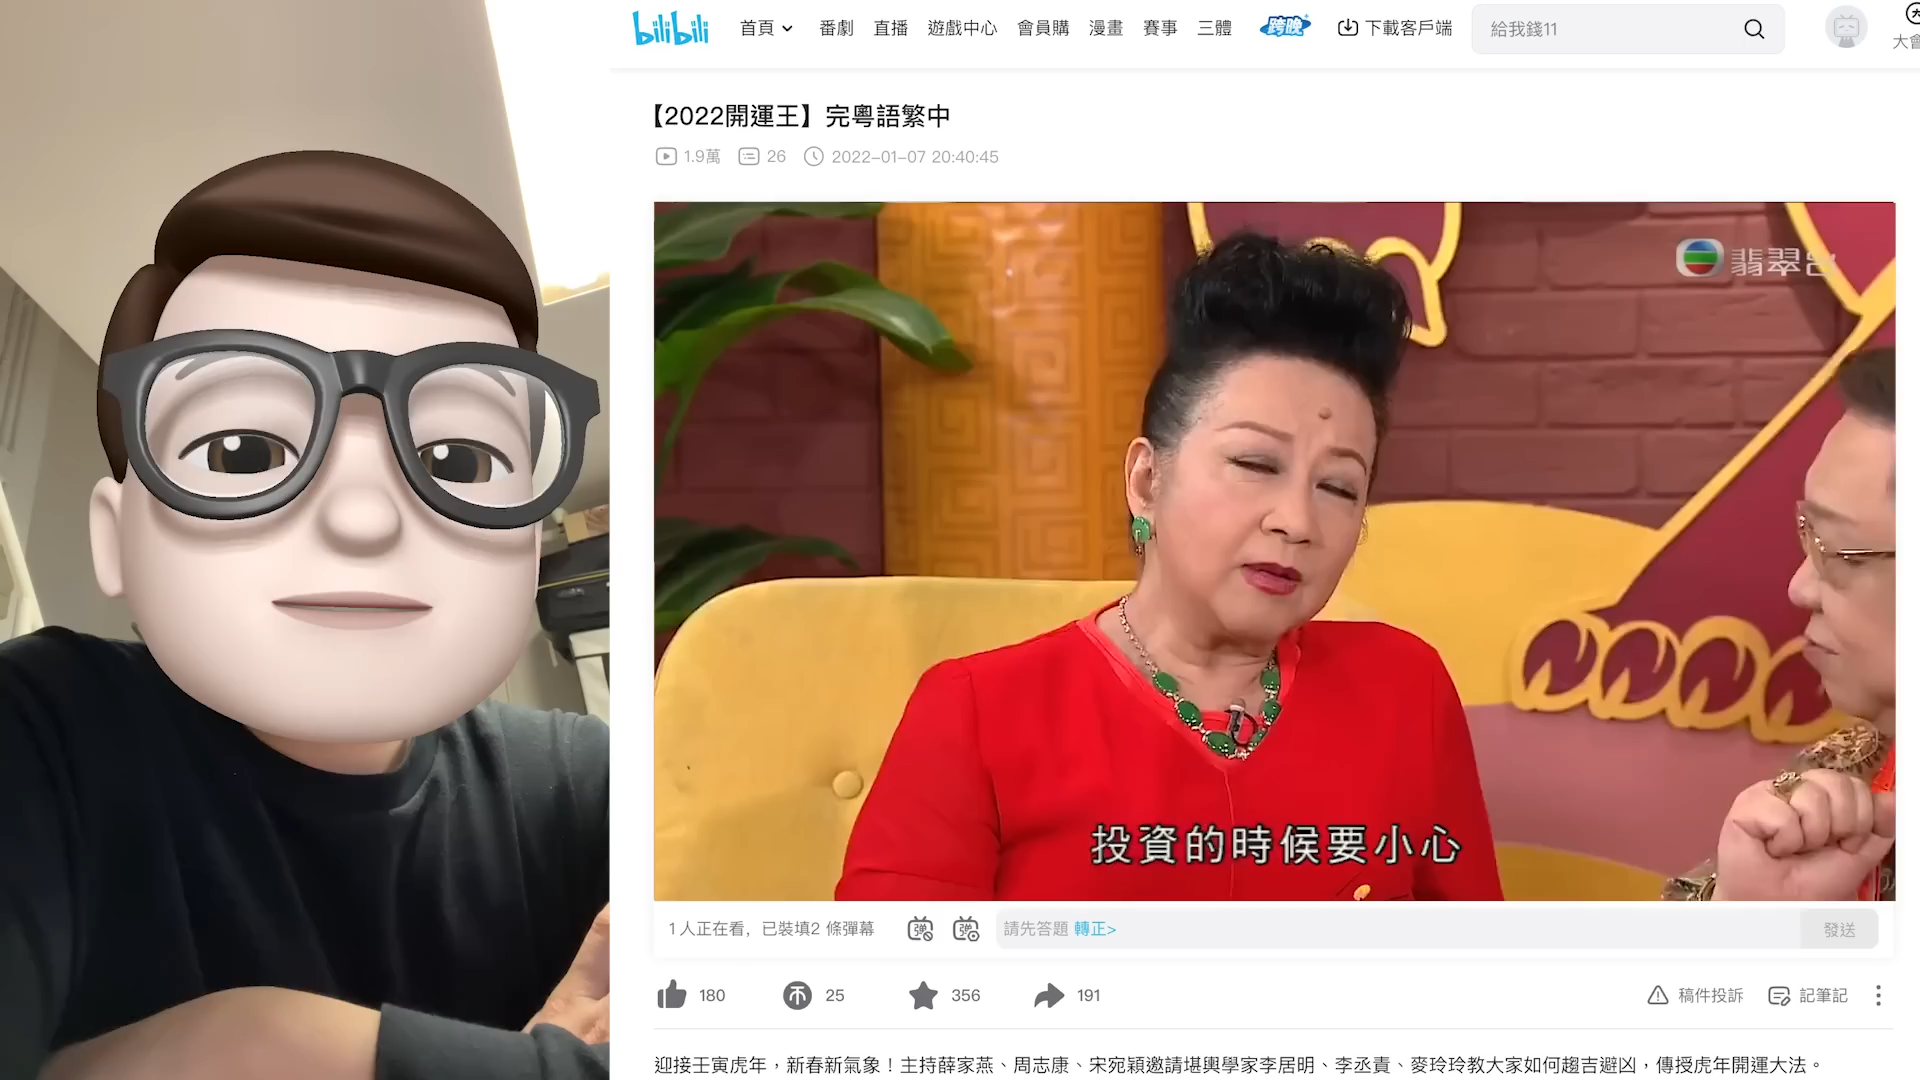 bilibili 首頁 番劇 直播 遊戲中心 會員購 漫畫 賽事 三體 跨晚 下載客戶端 給我錢11
大會
【2022開運王】完粵語繁中
1.9萬 26 2022-01-07 20:40:45
翡翠台
投資的時候要小心
1人正在看，已裝填2 條彈幕 弹 弹 請先答題 轉正> 發送
180 25 356 191 稿件投訴 記筆記
迎接壬寅虎年，新春新氣象！主持薛家燕、周志康、宋宛穎邀請堪輿學家李居明、李丞責、麥玲玲教大家如何趨吉避凶，傳授虎年開運大法。